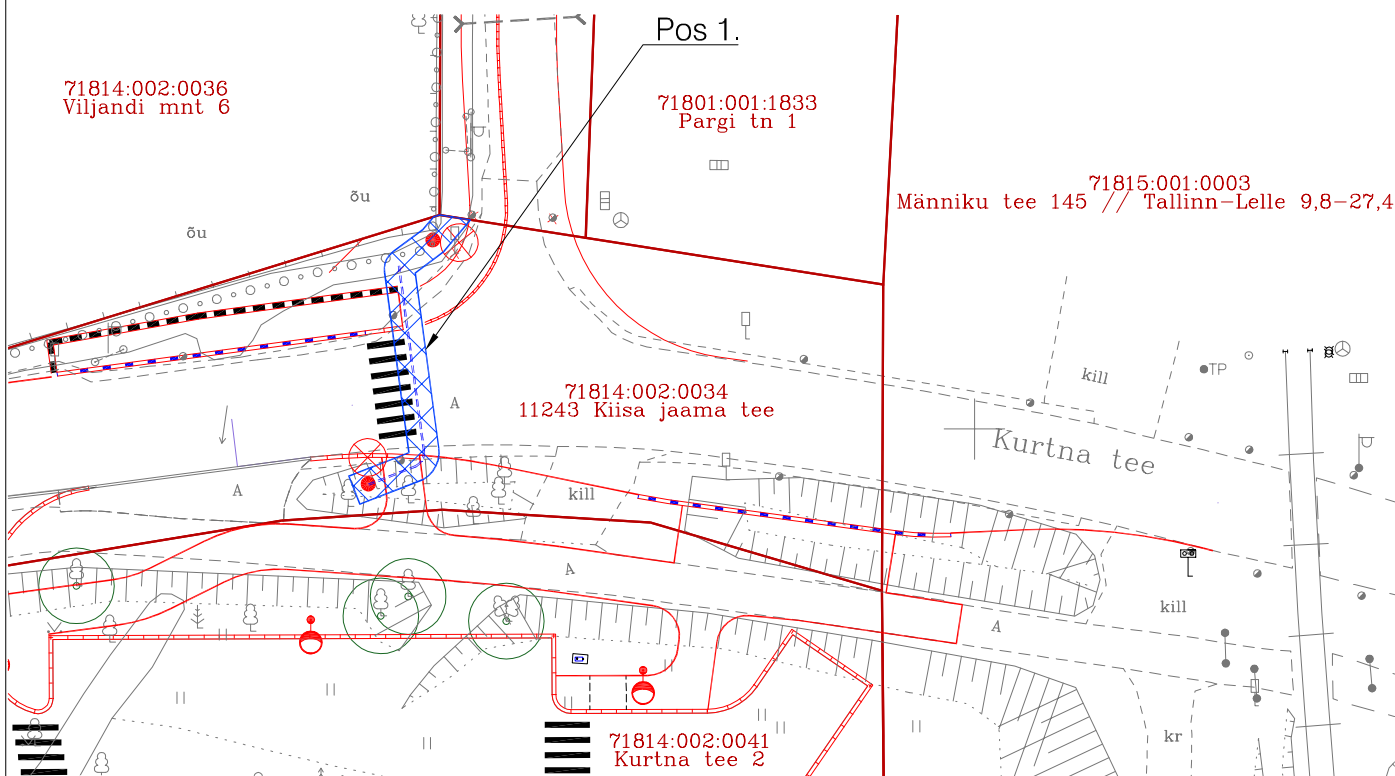 Pos 1.
71814:002:0036
Viljandi mnt 6
71801:001:1833
Pargi tn 1
71815:001:0003
Männiku tee 145 // Tallinn-Lelle 9,8-27,4
õu
õu
71814:002:0034
11243 Kiisa jaama tee
A
kill
TP
Kurtna tee
A
kill
A
kill
A
kr
71814:002:0041
Kurtna tee 2